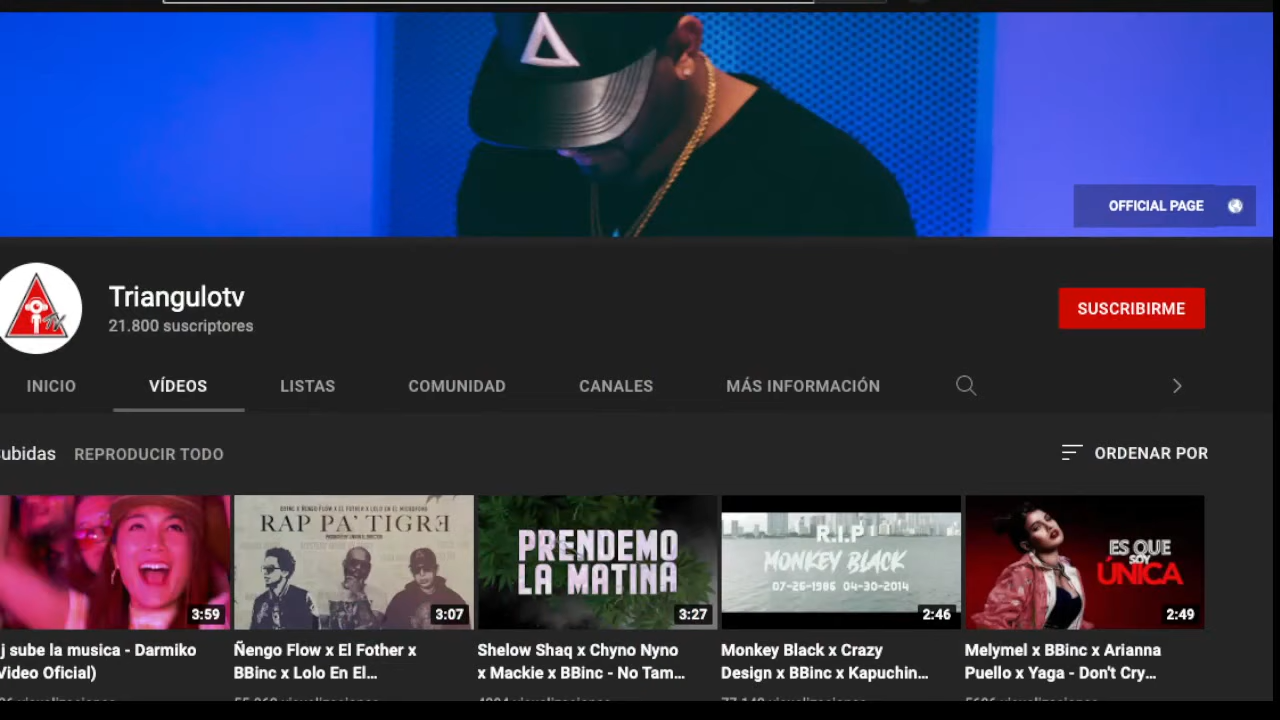 OFFICIAL PAGE
Triangulotv
21.800 suscriptores
SUSCRIBIRME
INICIO
VÍDEOS
LISTAS
COMUNIDAD
CANALES
MÁS INFORMACIÓN
ubidas
REPRODUCIR TODO
ORDENAR POR
3:59
j sube la musica - Darmiko
Video Oficial)
RAP PA' TIGRE
3:07
Ñengo Flow x El Fother x
BBinc x Lolo En El...
PRENDEMO
LA MATINA
3:27
Shelow Shaq x Chyno Nyno
x Mackie x BBinc - No Tam...
R.I.P
MONKEY BLACK
07-26-1986 04-30-2014
2:46
Monkey Black x Crazy
Design x BBinc x Kapuchin...
ES QUE
SOY
ÚNICA
2:49
Melymel x BBinc x Arianna
Puello x Yaga - Don't Cry...